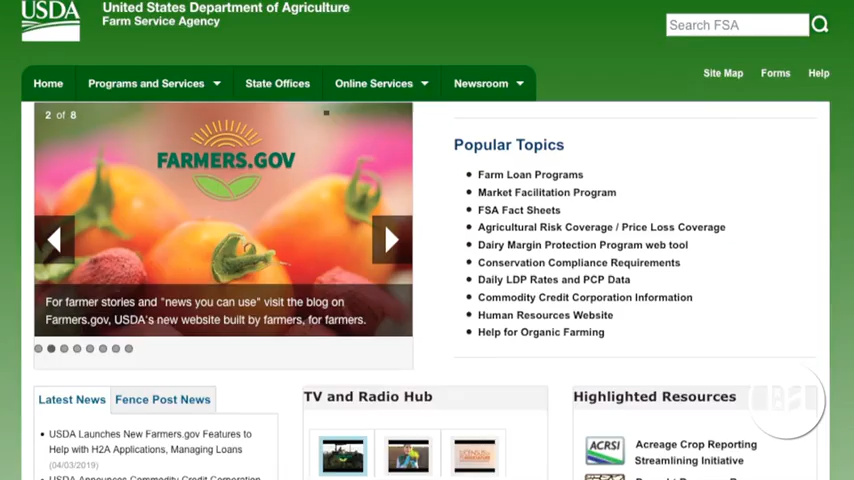 USDA
United States Department of Agriculture
Farm Service Agency
Search FSA
Site Map
Forms
Help
Home
Programs and Services
State Offices
Online Services
Newsroom
2 of 8
FARMERS.GOV
For farmer stories and "news you can use" visit the blog on
Farmers.gov, USDA's new website built by farmers, for farmers.
Popular Topics
Farm Loan Programs
Market Facilitation Program
FSA Fact Sheets
Agricultural Risk Coverage / Price Loss Coverage
Dairy Margin Protection Program web tool
Conservation Compliance Requirements
Daily LDP Rates and PCP Data
Commodity Credit Corporation Information
Human Resources Website
Help for Organic Farming
Latest News
Fence Post News
USDA Launches New Farmers.gov Features to
Help with H2A Applications, Managing Loans
(04/03/2019)
USDA Announces Commodity Credit Corporation
TV and Radio Hub
Highlighted Resources
ACRSI
Acreage Crop Reporting
Streamlining Initiative